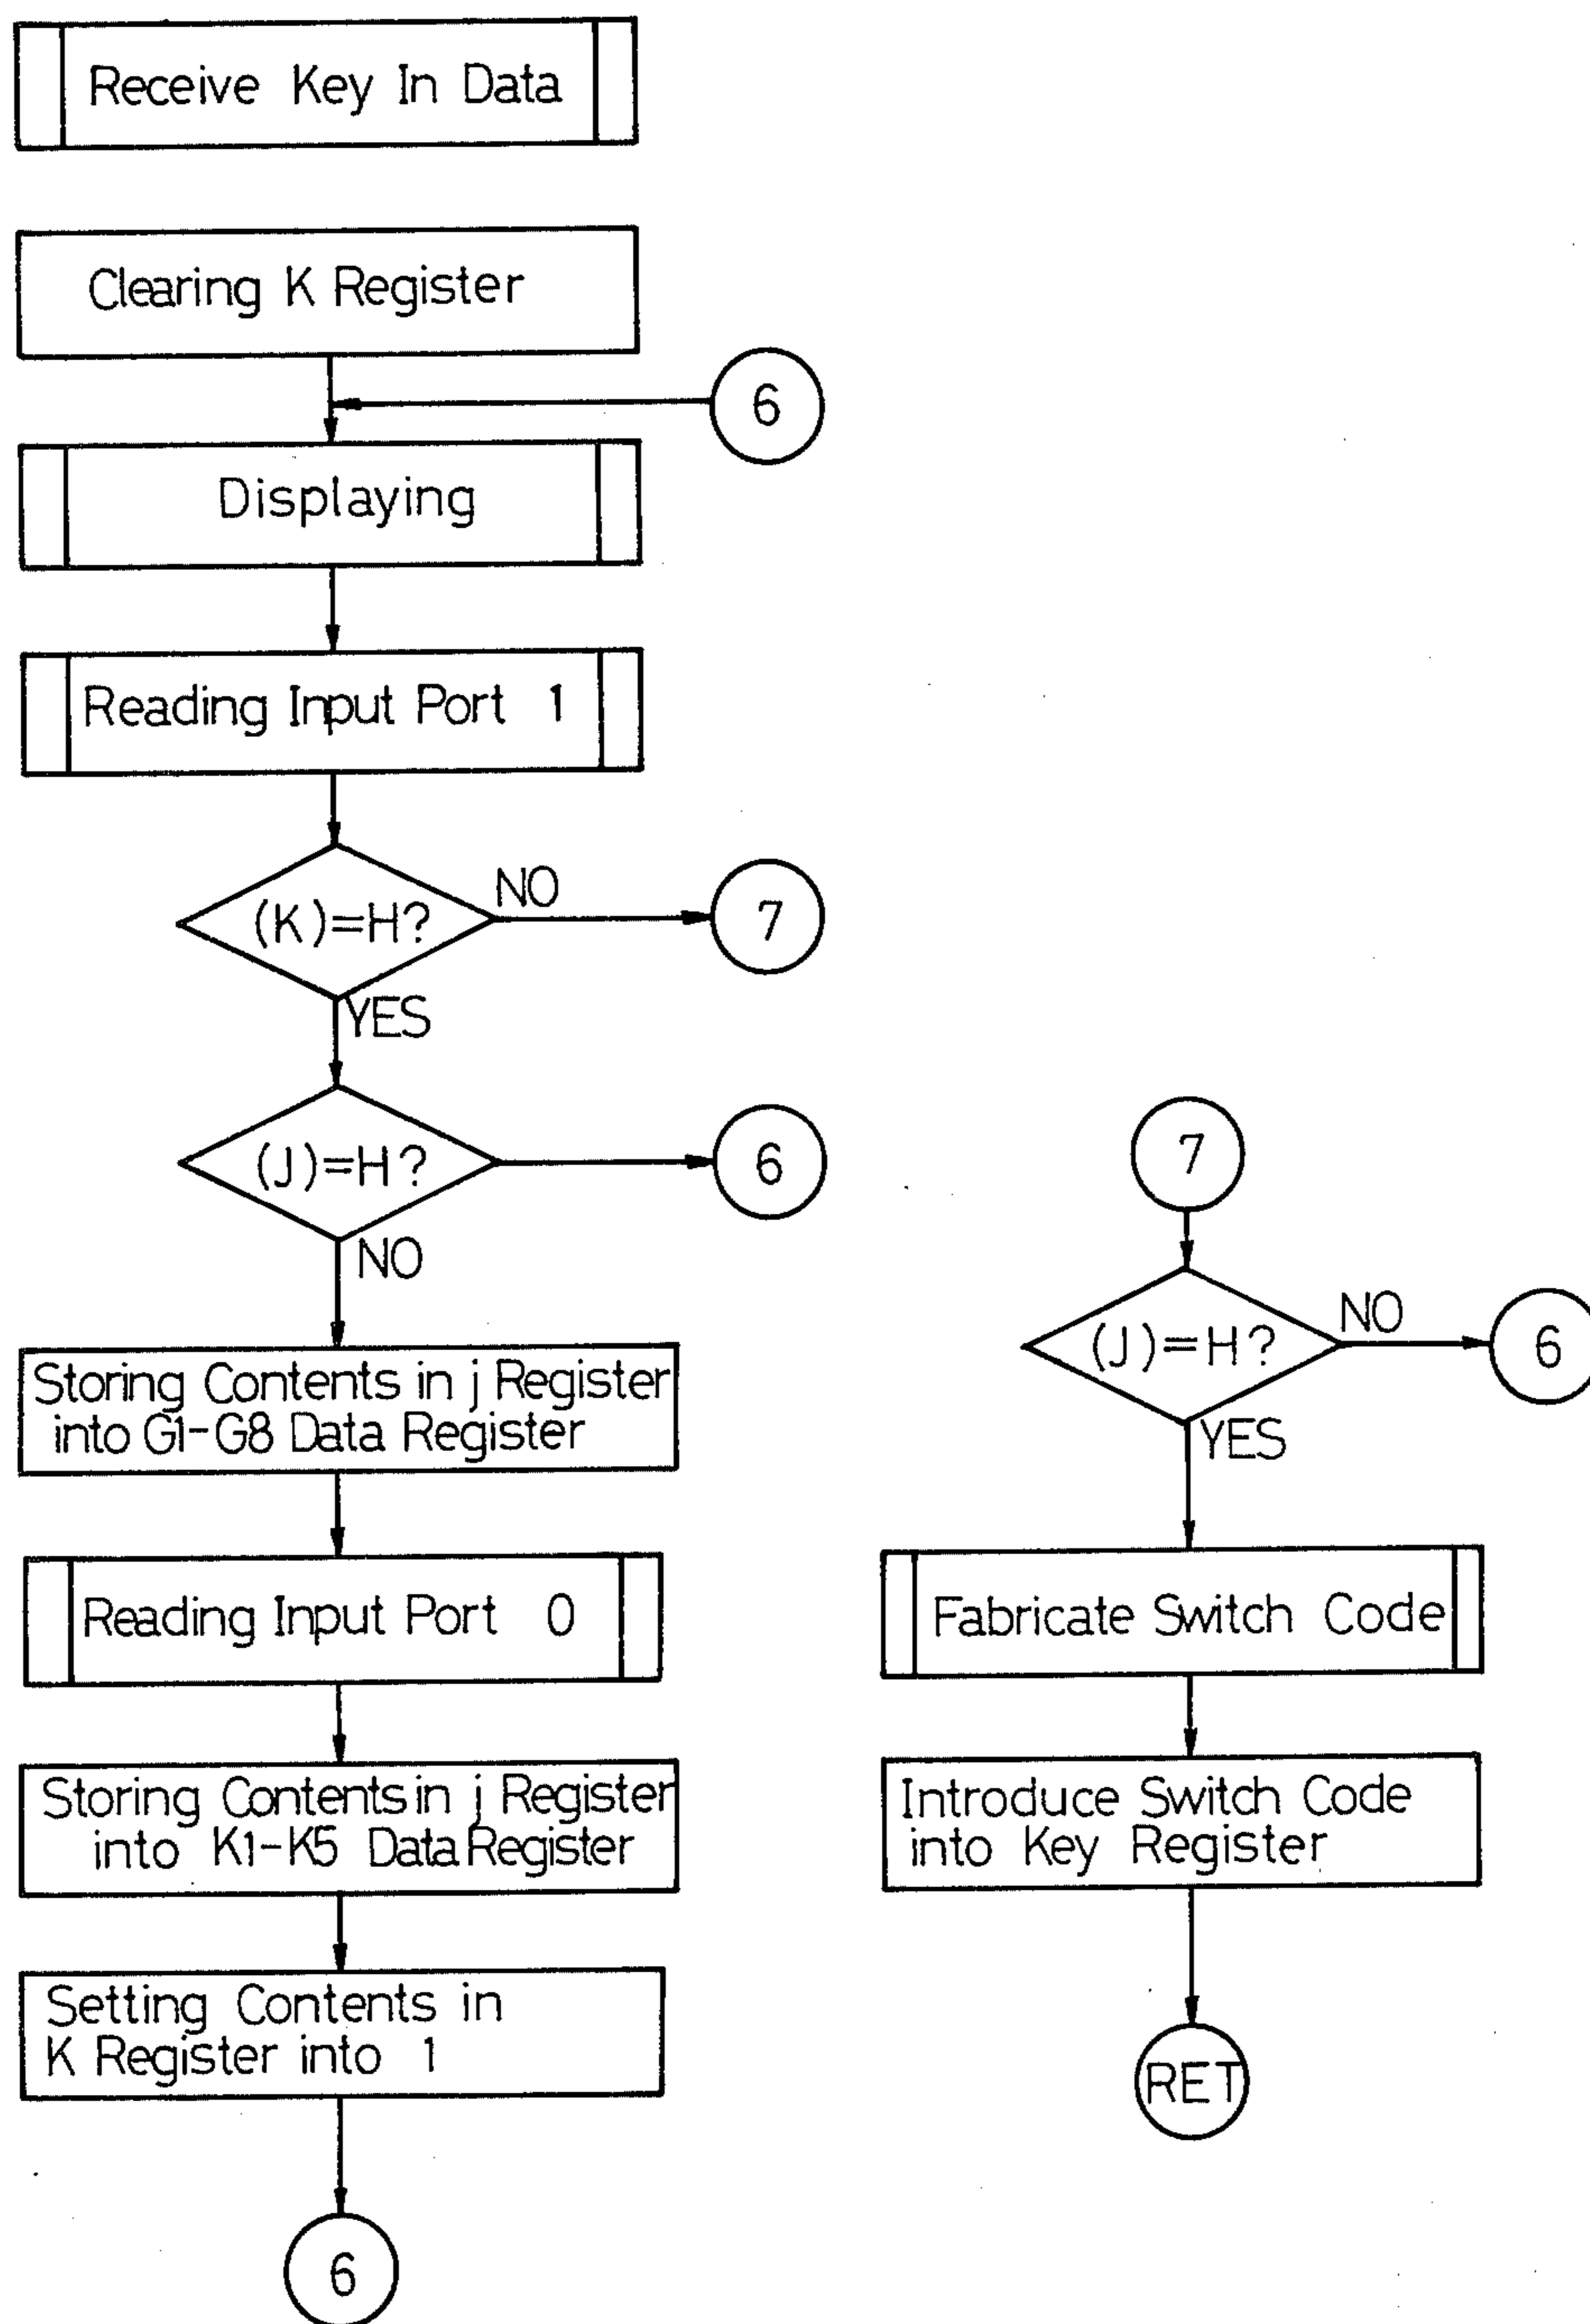 Receive Key In Data
Clearing K Register
6
Displaying
Reading Input Port 1
(K)=H?
NO
7
YES
(J)=H?
6
NO
Storing Contents in j Register
into G1-G8 Data Register
Reading Input Port 0
Storing Contents in j Register
into K1-K5 Data Register
Setting Contents in
K Register into 1
6
7
(J)=H?
NO
6
YES
Fabricate Switch Code
Introduce Switch Code
into Key Register
RET